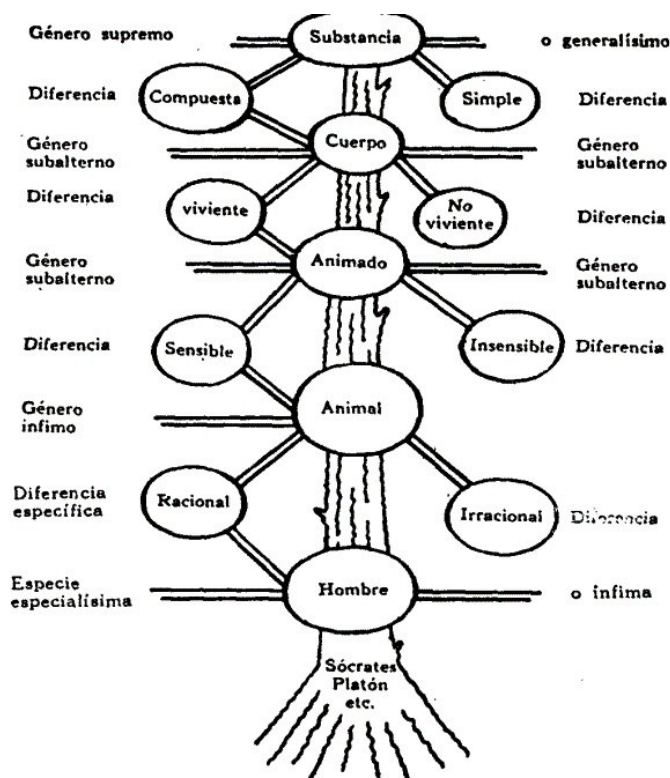 Género supremo
Substancia
o generalísimo
Diferencia
Compuesta
Simple
Diferencia
Género
subalterno
Cuerpo
Género
subalterno
Diferencia
viviente
No
viviente
Diferencia
Género
subalterno
Animado
Género
subalterno
Diferencia
Sensible
Insensible
Diferencia
Género
ínfimo
Animal
Diferencia
específica
Racional
Irracional
Diferencia
Especie
especialísima
Hombre
o ínfima
Sócrates
Platón
etc.